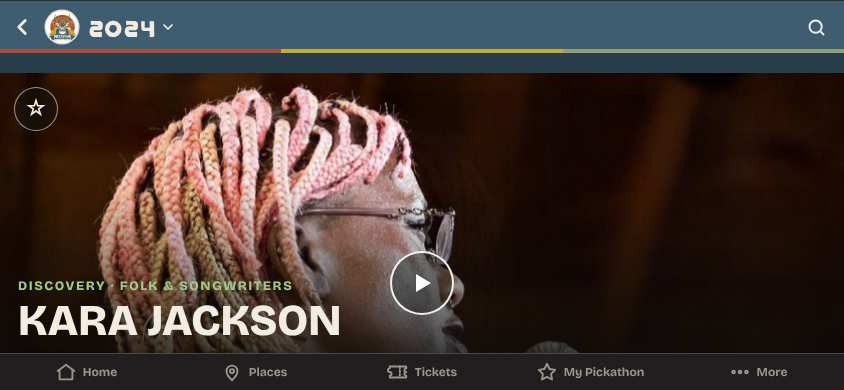 2024
DISCOVERY · FOLK & SONGWRITERS
KARA JACKSON
Home
Places
Tickets
My Pickathon
More